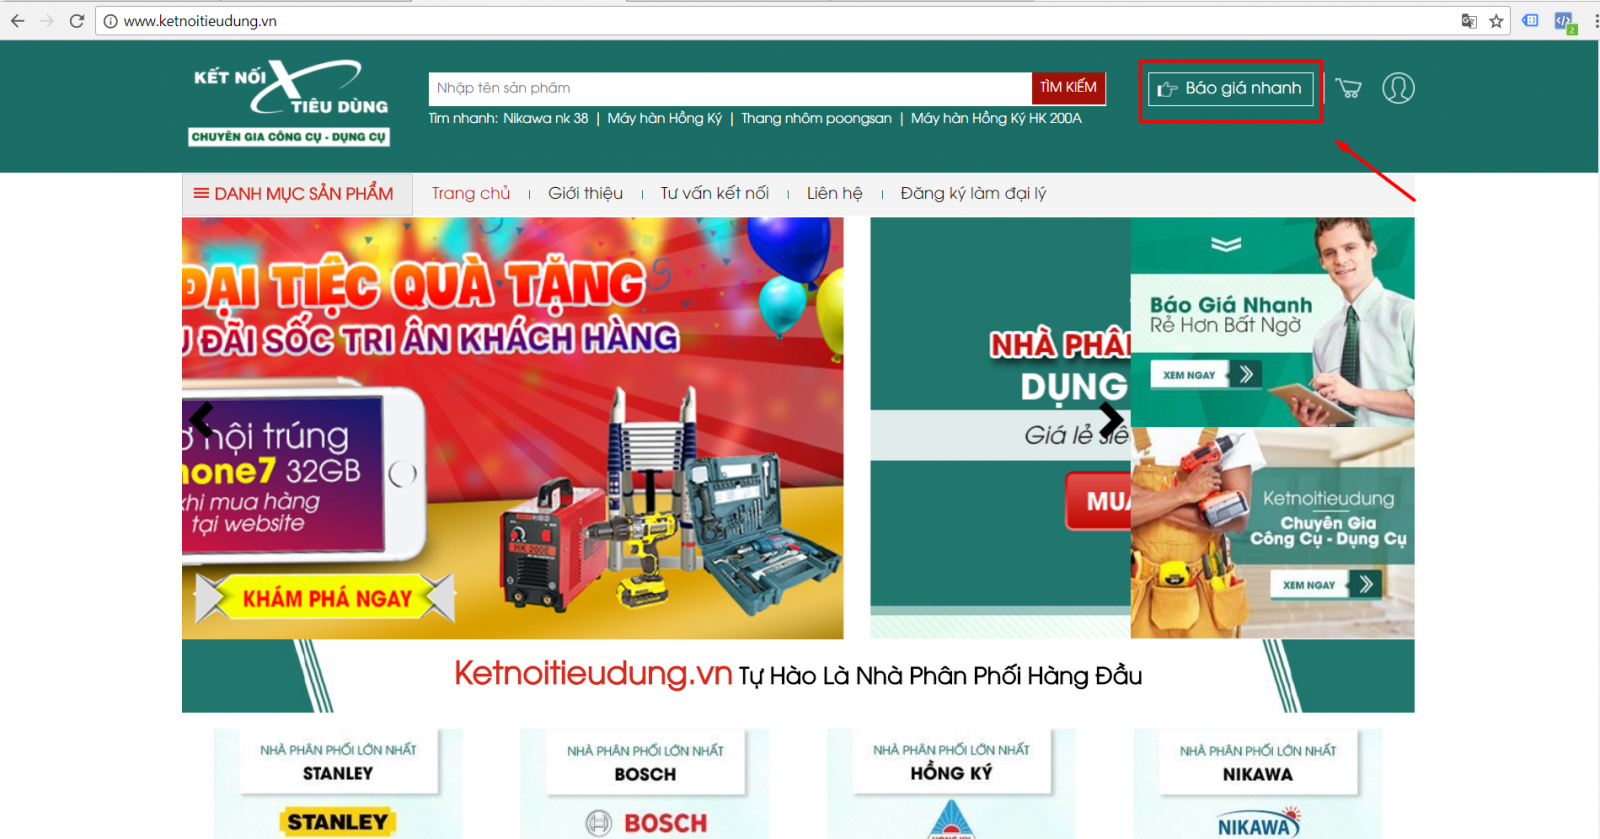 www.ketnoitieudung.vn
KẾT NỐI
TIÊU DÙNG
CHUYÊN GIA CÔNG CỤ - DỤNG CỤ
Nhập tên sản phẩm
TÌM KIẾM
Báo giá nhanh
Tìm nhanh: Nikawa nk 38 | Máy hàn Hồng Ký | Thang nhôm poongsan | Máy hàn Hồng Ký HK 200A
DANH MỤC SẢN PHẨM
Trang chủ
Giới thiệu
Tư vấn kết nối
Liên hệ
Đăng ký làm đại lý
ĐẠI TIỆC QUÀ TẶNG
ĐÃI SỐC TRI ÂN KHÁCH HÀNG
nội trúng
hone7 32GB
khi mua hàng
tại website
KHÁM PHÁ NGAY
HK 200E
NHÀ PHÂ
DỤNG
Giá lẻ siê
MU
Báo Giá Nhanh
Rẻ Hơn Bất Ngờ
XEM NGAY
Ketnoitieudung
Chuyên Gia
Công Cụ - Dụng Cụ
XEM NGAY
Ketnoitieudung.vn Tự Hào Là Nhà Phân Phối Hàng Đầu
NHÀ PHÂN PHỐI LỚN NHẤT
STANLEY
STANLEY
NHÀ PHÂN PHỐI LỚN NHẤT
BOSCH
BOSCH
NHÀ PHÂN PHỐI LỚN NHẤT
HỒNG KÝ
HONG KY
NHÀ PHÂN PHỐI LỚN NHẤT
NIKAWA
NIKAWA